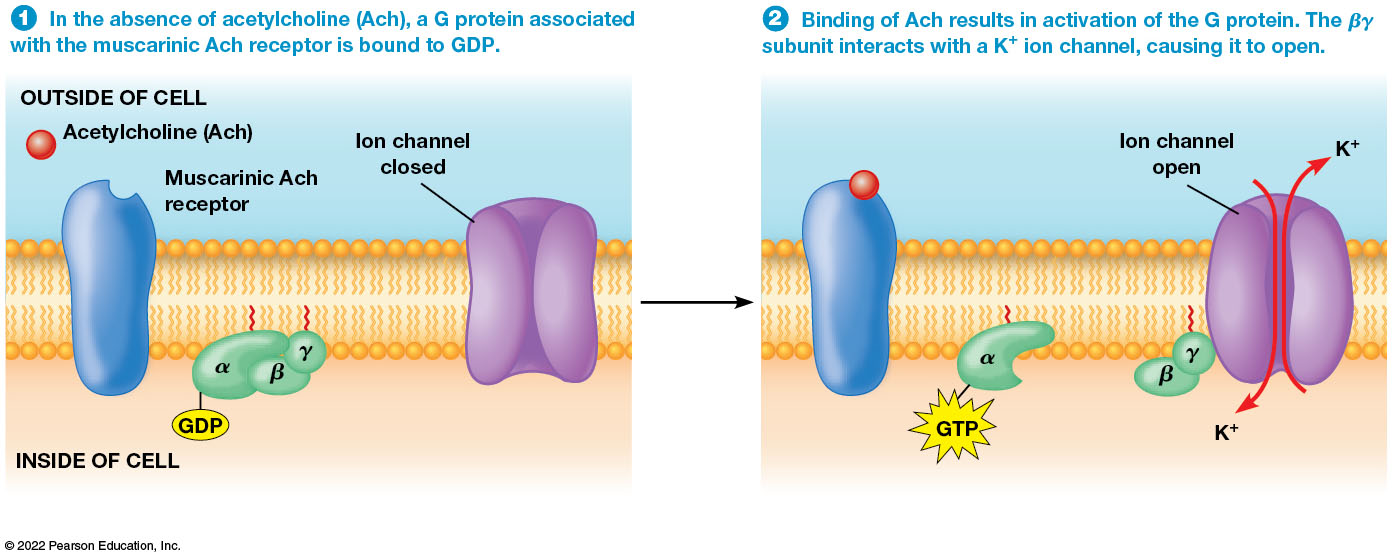 1 In the absence of acetylcholine (Ach), a G protein associated
with the muscarinic Ach receptor is bound to GDP.
OUTSIDE OF CELL
Acetylcholine (Ach)
Muscarinic Ach
receptor
Ion channel
closed
α
β
γ
GDP
INSIDE OF CELL
2 Binding of Ach results in activation of the G protein. The βγ
subunit interacts with a K⁺ ion channel, causing it to open.
Ion channel
open
K⁺
α
β
γ
GTP
K⁺
© 2022 Pearson Education, Inc.